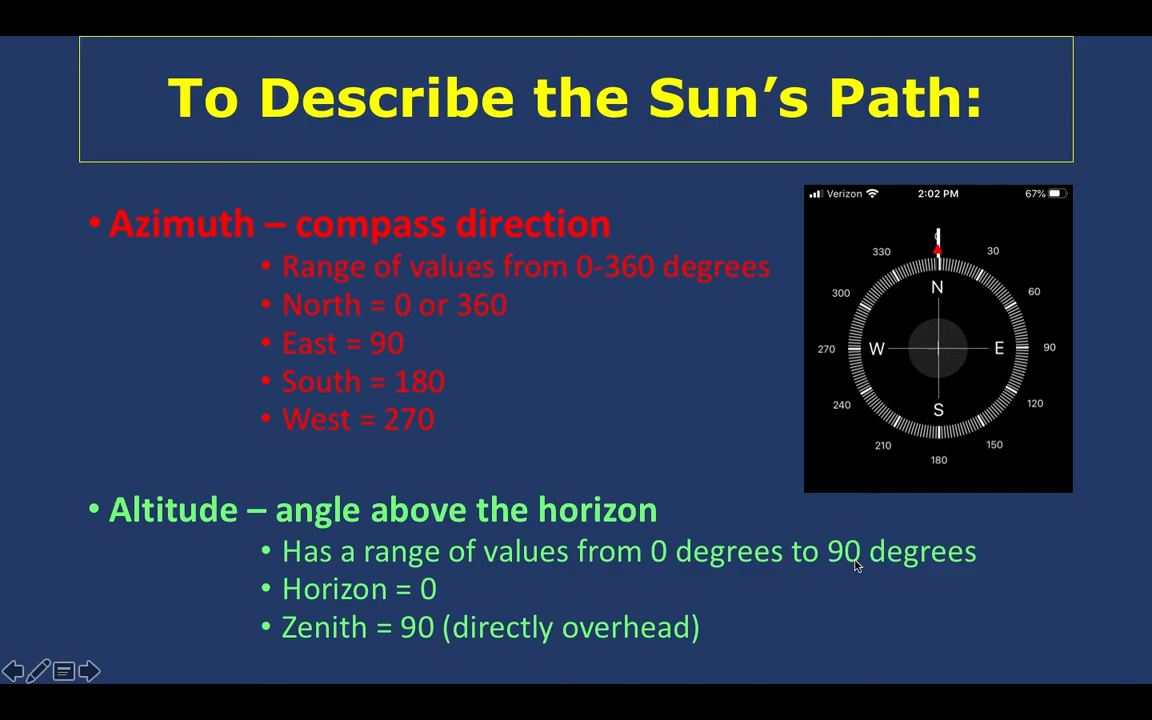 To Describe the Sun’s Path:
• Azimuth – compass direction
• Range of values from 0-360 degrees
• North = 0 or 360
• East = 90
• South = 180
• West = 270
Verizon 2:02 PM 67%
0
330 30
N
300 60
270 W E 90
240 120
S
210 150
180
• Altitude – angle above the horizon
• Has a range of values from 0 degrees to 90 degrees
• Horizon = 0
• Zenith = 90 (directly overhead)